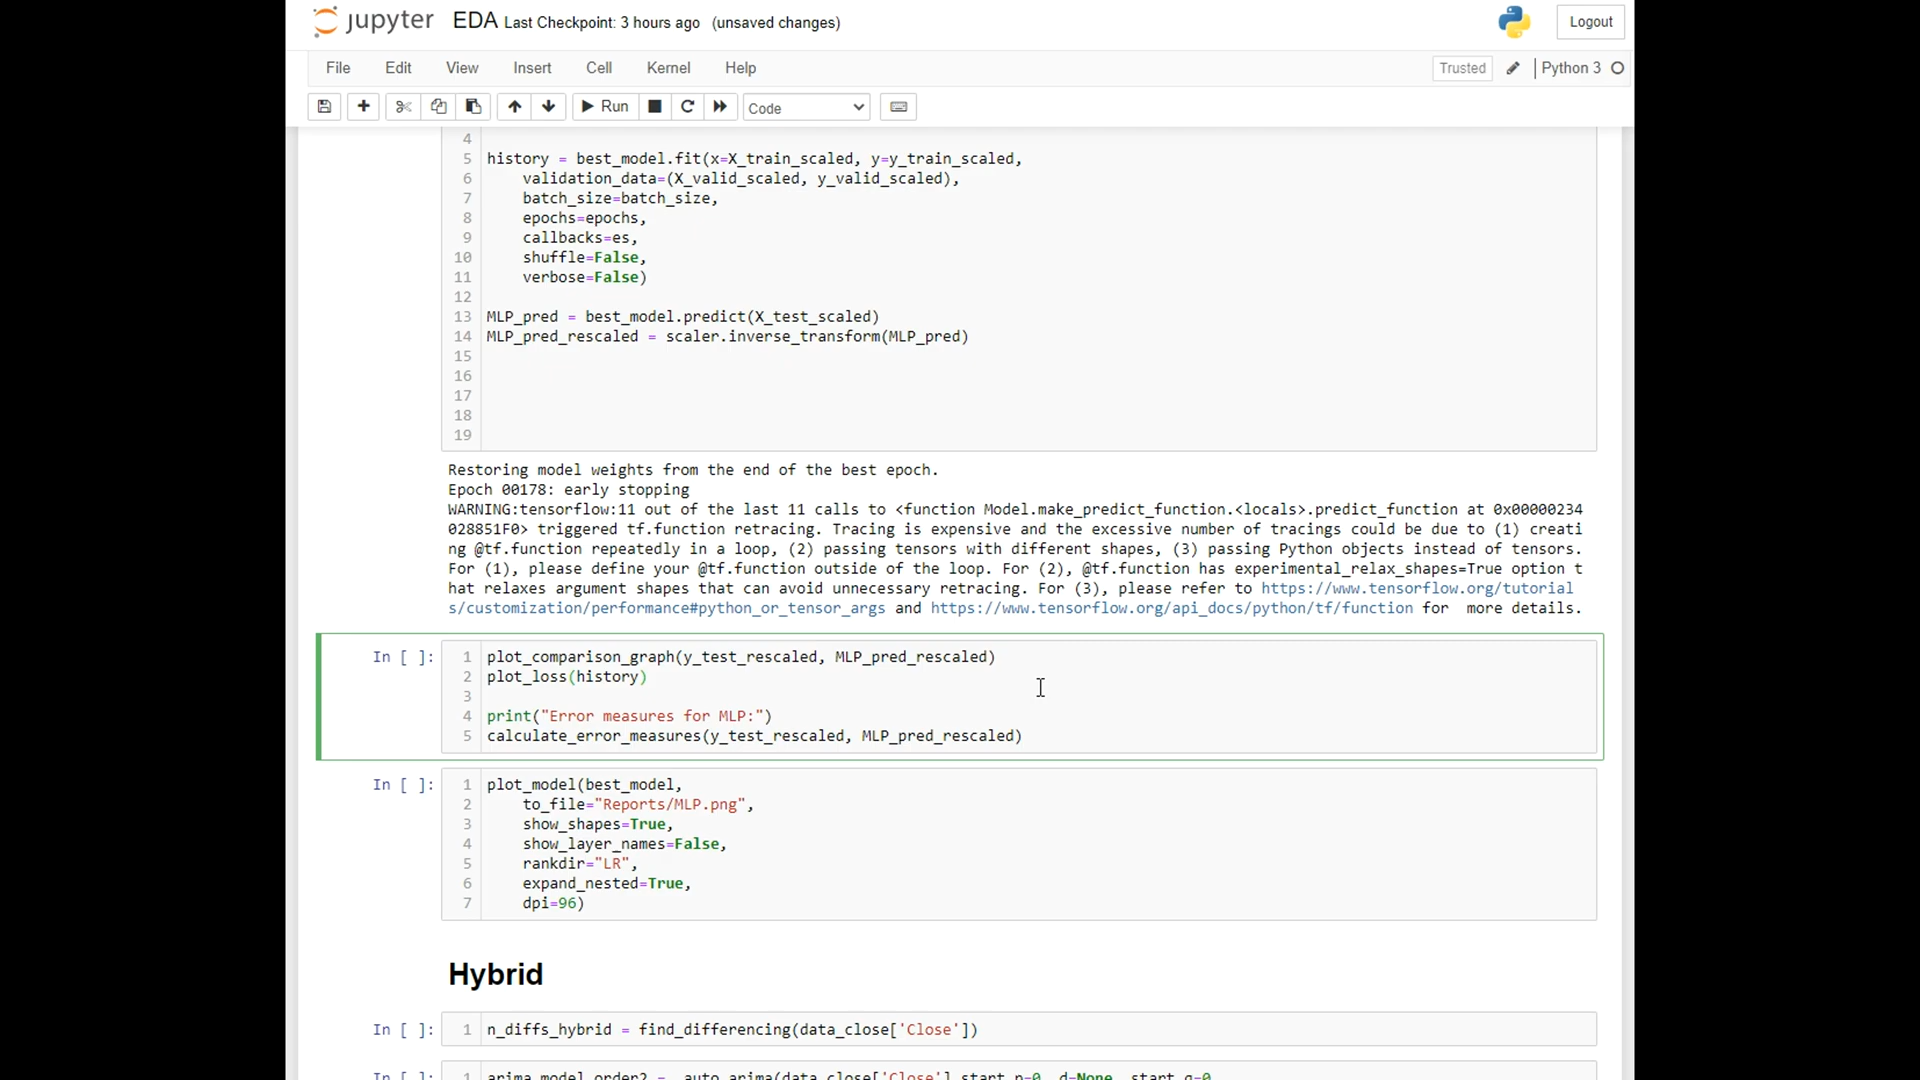 jupyter EDA Last Checkpoint: 3 hours ago (unsaved changes) Logout
File Edit View Insert Cell Kernel Help Trusted Python 3
Run Code
4
5 history = best_model.fit(x=X_train_scaled, y=y_train_scaled,
6 validation_data=(X_valid_scaled, y_valid_scaled),
7 batch_size=batch_size,
8 epochs=epochs,
9 callbacks=es,
10 shuffle=False,
11 verbose=False)
12
13 MLP_pred = best_model.predict(X_test_scaled)
14 MLP_pred_rescaled = scaler.inverse_transform(MLP_pred)
15
16
17
18
19
Restoring model weights from the end of the best epoch.
Epoch 00178: early stopping
WARNING:tensorflow:11 out of the last 11 calls to <function Model.make_predict_function.<locals>.predict_function at 0x00000234
028851F0> triggered tf.function retracing. Tracing is expensive and the excessive number of tracings could be due to (1) creati
ng @tf.function repeatedly in a loop, (2) passing tensors with different shapes, (3) passing Python objects instead of tensors.
For (1), please define your @tf.function outside of the loop. For (2), @tf.function has experimental_relax_shapes=True option t
hat relaxes argument shapes that can avoid unnecessary retracing. For (3), please refer to https://www.tensorflow.org/tutorial
s/customization/performance#python_or_tensor_args and https://www.tensorflow.org/api_docs/python/tf/function for  more details.
In [ ]: 1 plot_comparison_graph(y_test_rescaled, MLP_pred_rescaled)
2 plot_loss(history)
3
4 print("Error measures for MLP:")
5 calculate_error_measures(y_test_rescaled, MLP_pred_rescaled)
In [ ]: 1 plot_model(best_model,
2 to_file="Reports/MLP.png",
3 show_shapes=True,
4 show_layer_names=False,
5 rankdir="LR",
6 expand_nested=True,
7 dpi=96)
Hybrid
In [ ]: 1 n_diffs_hybrid = find_differencing(data_close['Close'])
In [ ]: 1 arima_model_order2 = auto_arima(data_close['Close'],start_p=0, d=None, start_q=0,